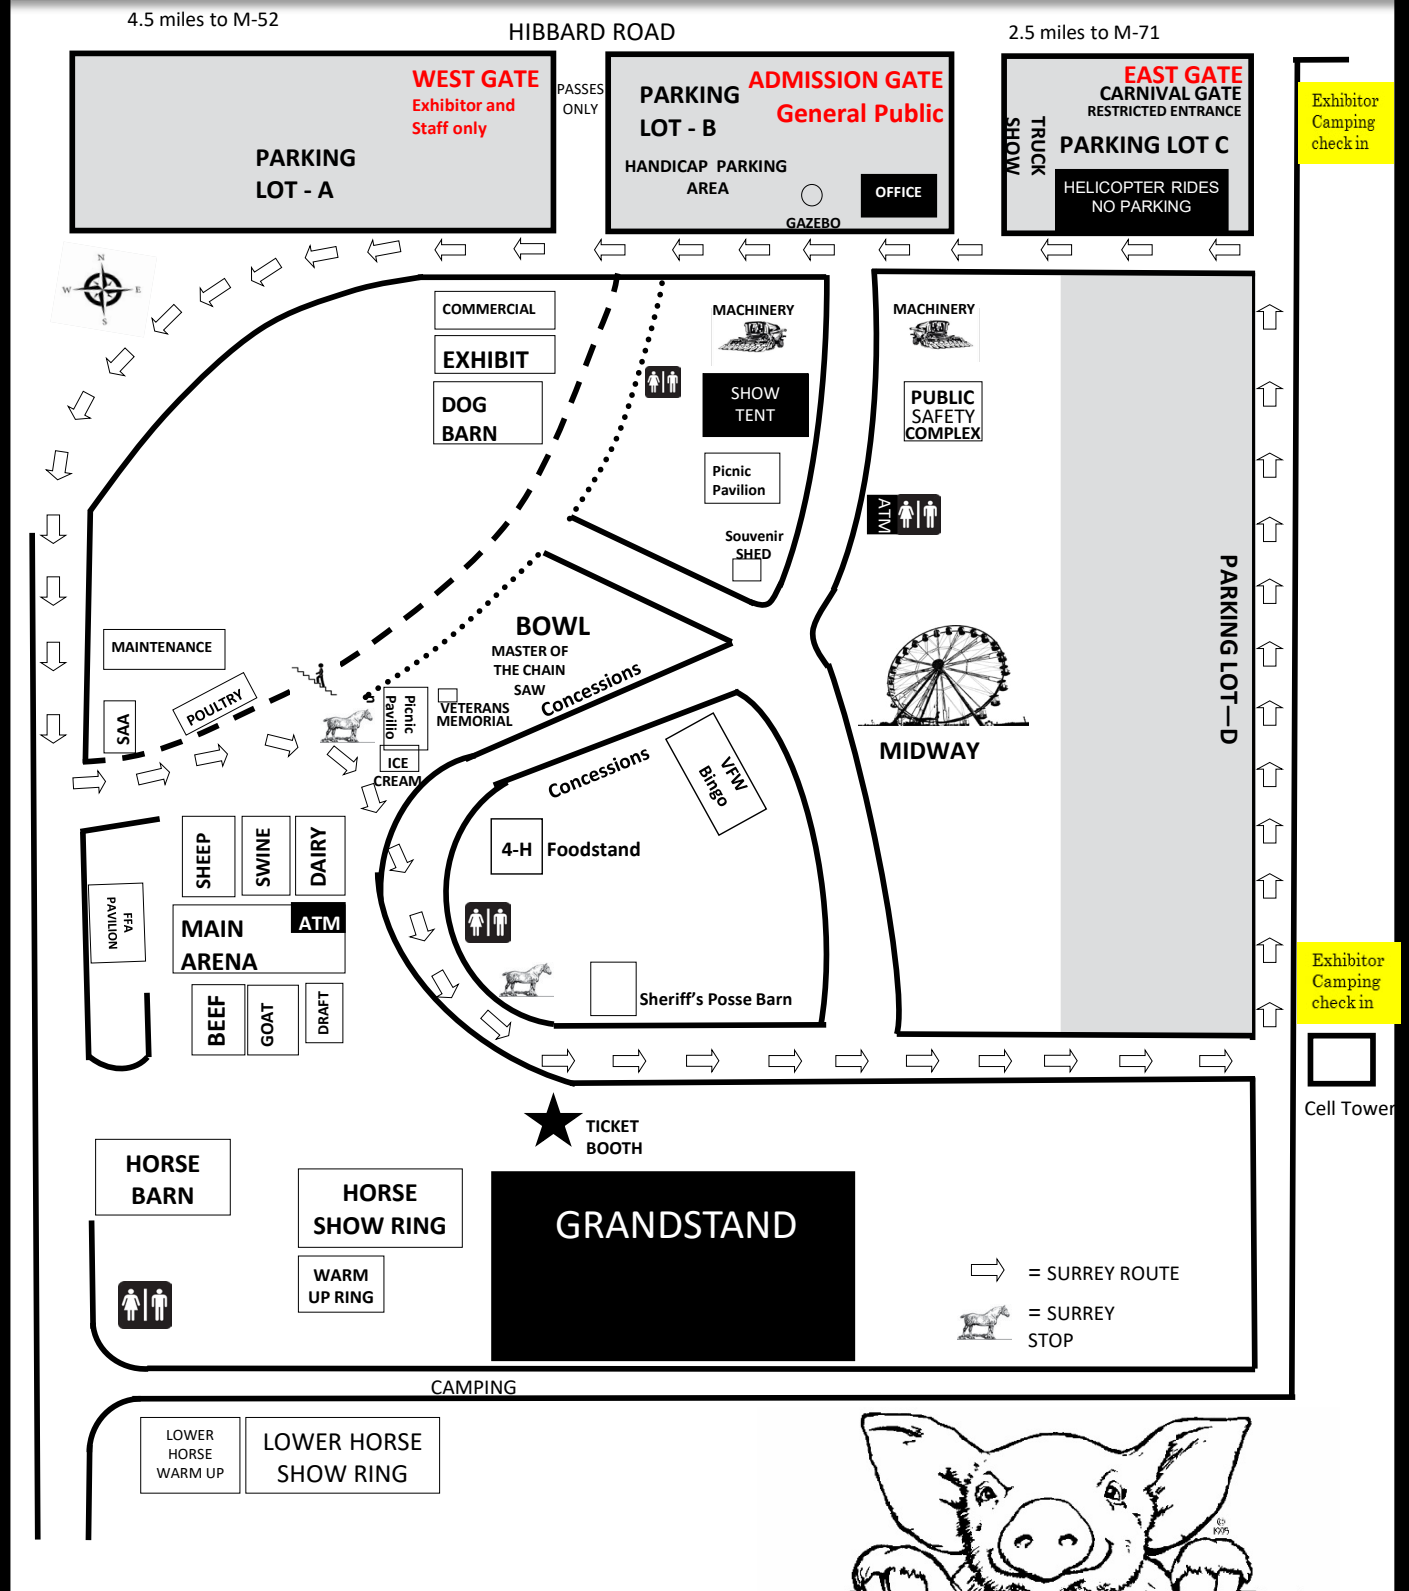 4.5 miles to M-52
HIBBARD ROAD
2.5 miles to M-71
WEST GATE
Exhibitor and
Staff only
PARKING
LOT - A
PASSES
ONLY
ADMISSION GATE
General Public
PARKING
LOT - B
HANDICAP PARKING
AREA
GAZEBO
OFFICE
EAST GATE
CARNIVAL GATE
RESTRICTED ENTRANCE
TRUCK
SHOW
PARKING LOT C
HELICOPTER RIDES
NO PARKING
Exhibitor
Camping
check in
N
W
E
S
COMMERCIAL
EXHIBIT
DOG
BARN
MACHINERY
SHOW
TENT
Picnic
Pavilion
Souvenir
SHED
MACHINERY
PUBLIC
SAFETY
COMPLEX
ATM
PARKING LOT—D
MIDWAY
BOWL
MASTER OF
THE CHAIN
SAW
Concessions
MAINTENANCE
SAA
POULTRY
Picnic
Pavilio
VETERANS
MEMORIAL
ICE
CREAM
Concessions
VFW
Bingo
4-H
Foodstand
SHEEP
SWINE
DAIRY
FFA
PAVILION
MAIN
ARENA
ATM
BEEF
GOAT
DRAFT
Sheriff's Posse Barn
Exhibitor
Camping
check in
Cell Tower
TICKET
BOOTH
HORSE
BARN
HORSE
SHOW RING
WARM
UP RING
GRANDSTAND
= SURREY ROUTE
= SURREY
STOP
CAMPING
LOWER
HORSE
WARM UP
LOWER HORSE
SHOW RING
1995